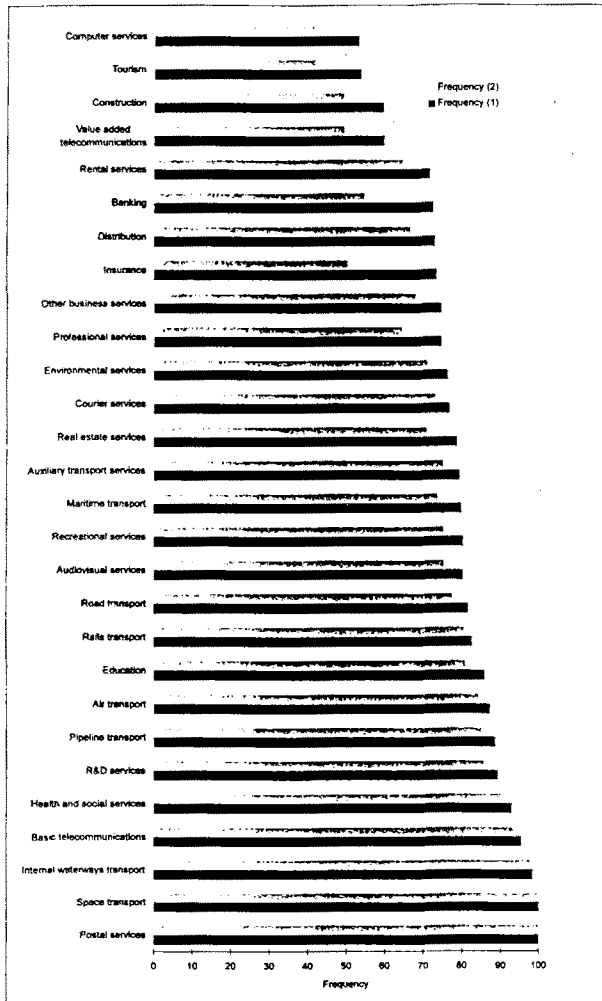 Computer services
Tourism
Frequency (2)
Frequency (1)
Construction
Value added
telecommunications
Rental services
Banking
Distribution
Insurance
Other business services
Professional services
Environmental services
Courier services
Real estate services
Auxiliary transport services
Maritime transport
Recreational services
Audiovisual services
Road transport
Rails transport
Education
Air transport
Pipeline transport
R&D services
Health and social services
Basic telecommunications
Internal waterways transport
Space transport
Postal services
0 10 20 30 40 50 60 70 80 90 100
Frequency